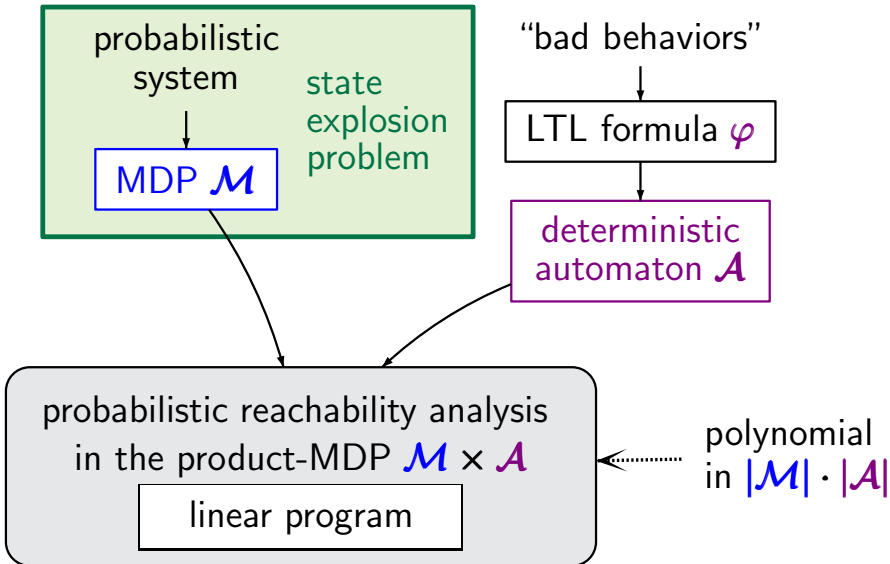 probabilistic
system
state
explosion
problem
MDP 𝓜
“bad behaviors”
LTL formula φ
deterministic
automaton 𝓐
probabilistic reachability analysis
in the product-MDP 𝓜 × 𝓐
linear program
polynomial
in |𝓜| · |𝓐|